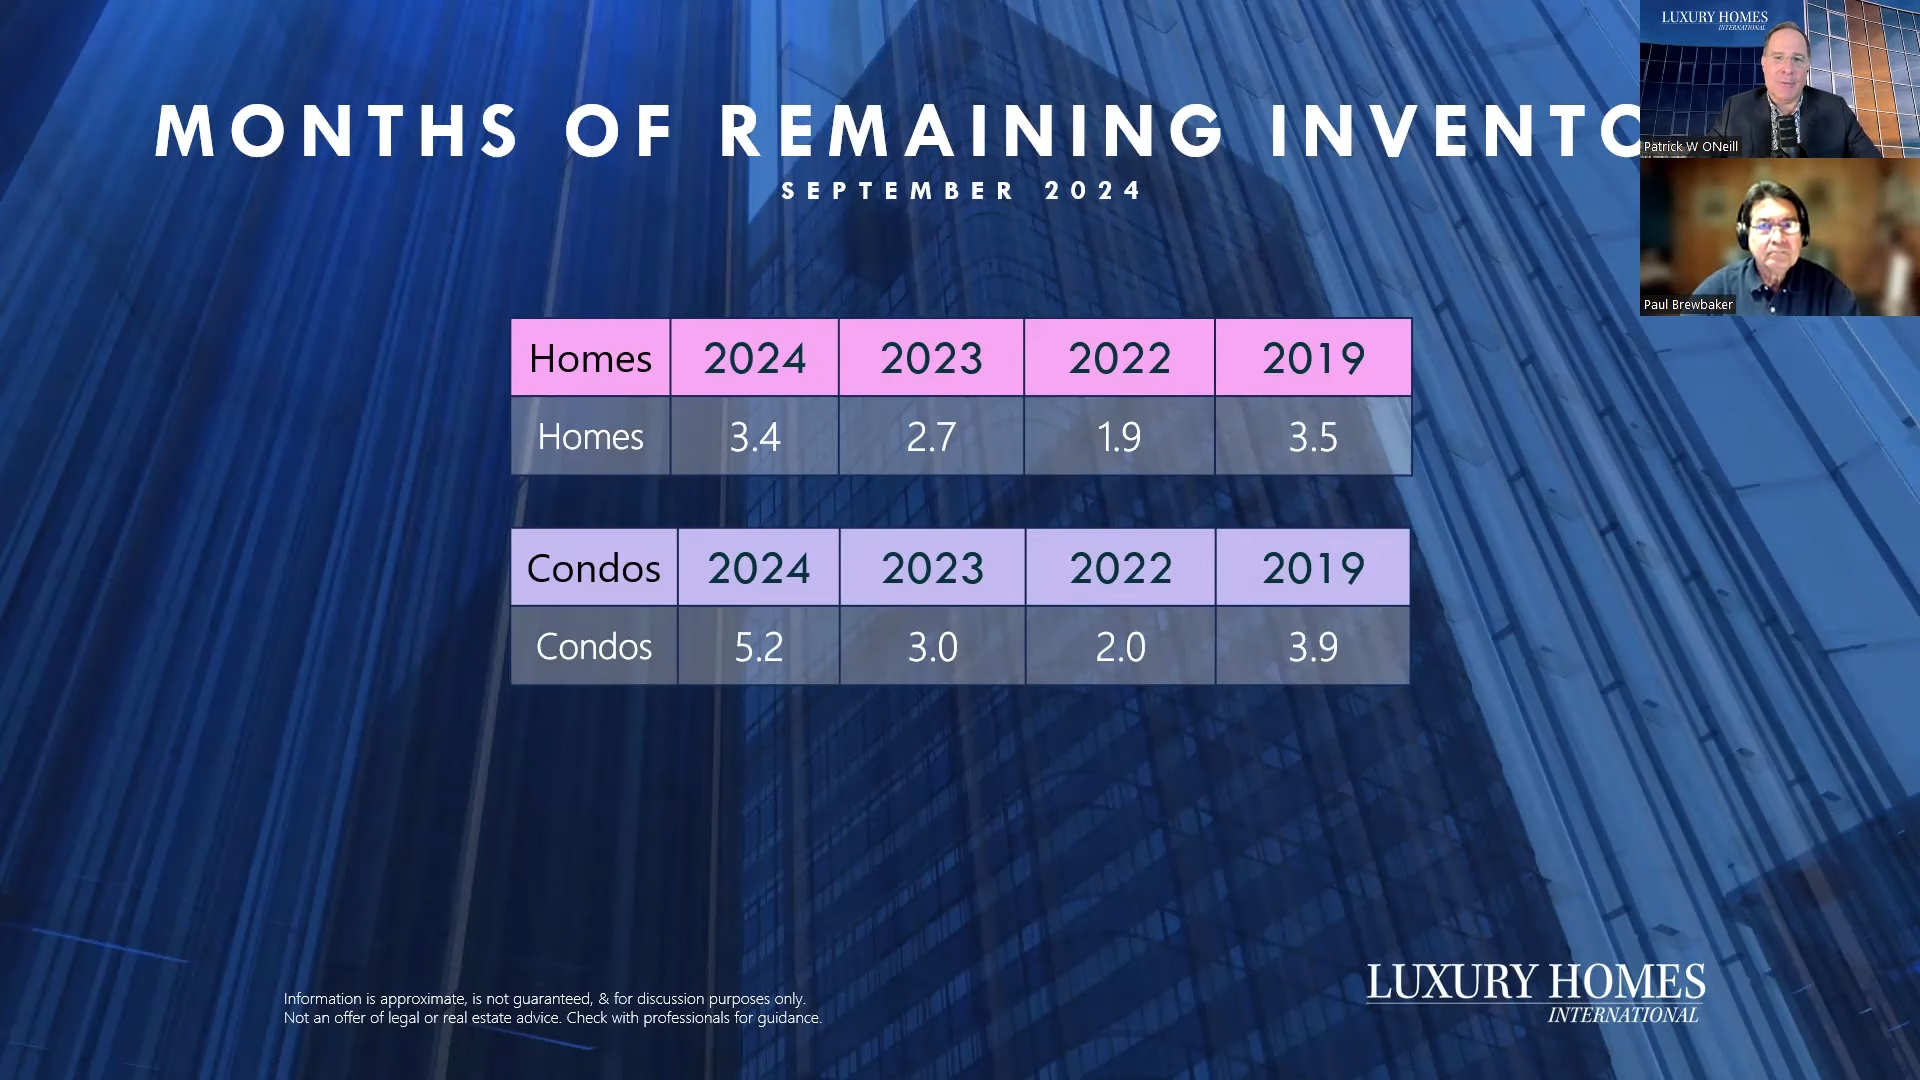 MONTHS OF REMAINING INVENTO
SEPTEMBER 2024
LUXURY HOMES
INTERNATIONAL
Patrick W ONeill
Paul Brewbaker
Homes 2024 2023 2022 2019
Homes 3.4 2.7 1.9 3.5
Condos 2024 2023 2022 2019
Condos 5.2 3.0 2.0 3.9
Information is approximate, is not guaranteed, & for discussion purposes only.
Not an offer of legal or real estate advice. Check with professionals for guidance.
LUXURY HOMES
INTERNATIONAL